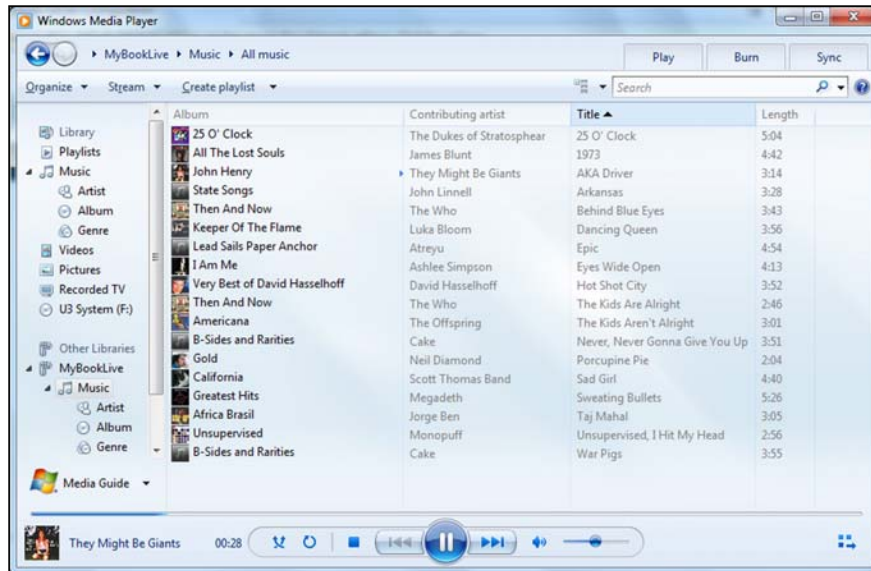 Windows Media Player
MyBookLive Music All music
Play Burn Sync
Organize Stream Create playlist Search
Album Contributing artist Title Length
Library
Playlists
Music
Artist
Album
Genre
Videos
Pictures
Recorded TV
U3 System (F:)
Other Libraries
MyBookLive
Music
Artist
Album
Genre
Media Guide
25 O' Clock The Dukes of Stratosphear 25 O' Clock 5:04
All The Lost Souls James Blunt 1973 4:42
John Henry They Might Be Giants AKA Driver 3:14
State Songs John Linnell Arkansas 3:28
Then And Now The Who Behind Blue Eyes 3:43
Keeper Of The Flame Luka Bloom Dancing Queen 3:56
Lead Sails Paper Anchor Atreyu Epic 4:54
I Am Me Ashlee Simpson Eyes Wide Open 4:13
Very Best of David Hasselhoff David Hasselhoff Hot Shot City 3:52
Then And Now The Who The Kids Are Alright 2:46
Americana The Offspring The Kids Aren't Alright 3:01
B-Sides and Rarities Cake Never, Never Gonna Give You Up 3:51
Gold Neil Diamond Porcupine Pie 2:04
California Scott Thomas Band Sad Girl 4:40
Greatest Hits Megadeth Sweating Bullets 5:26
Africa Brasil Jorge Ben Taj Mahal 3:05
Unsupervised Monopuff Unsupervised, I Hit My Head 2:56
B-Sides and Rarities Cake War Pigs 3:55
They Might Be Giants 00:28